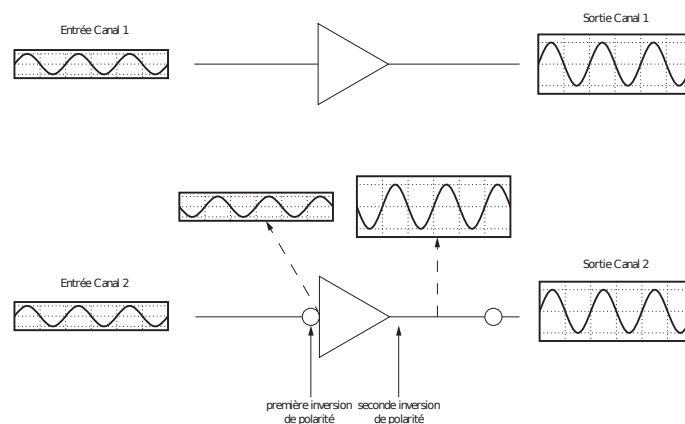 Entrée Canal 1
Sortie Canal 1
Entrée Canal 2
Sortie Canal 2
première inversion
de polarité
seconde inversion
de polarité